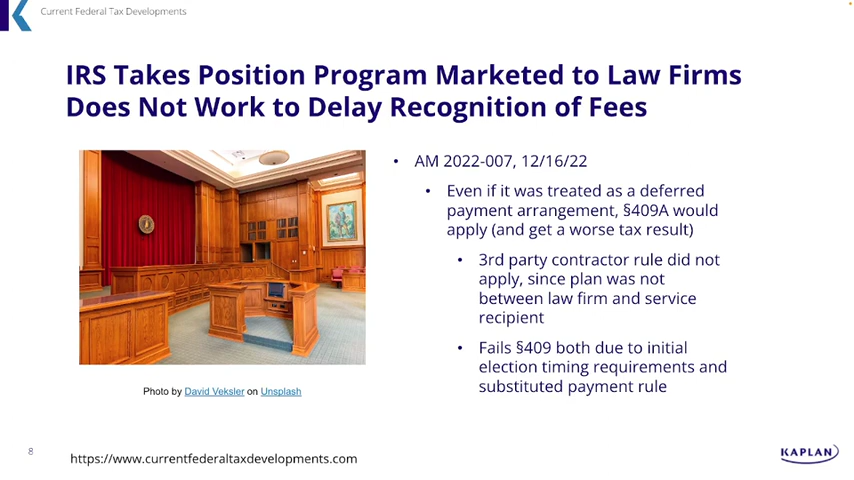 Current Federal Tax Developments
IRS Takes Position Program Marketed to Law Firms
Does Not Work to Delay Recognition of Fees
• AM 2022-007, 12/16/22
• Even if it was treated as a deferred
payment arrangement, §409A would
apply (and get a worse tax result)
• 3rd party contractor rule did not
apply, since plan was not
between law firm and service
recipient
• Fails §409 both due to initial
election timing requirements and
substituted payment rule
Photo by David Veksler on Unsplash
8
https://www.currentfederaltaxdevelopments.com
KAPLAN